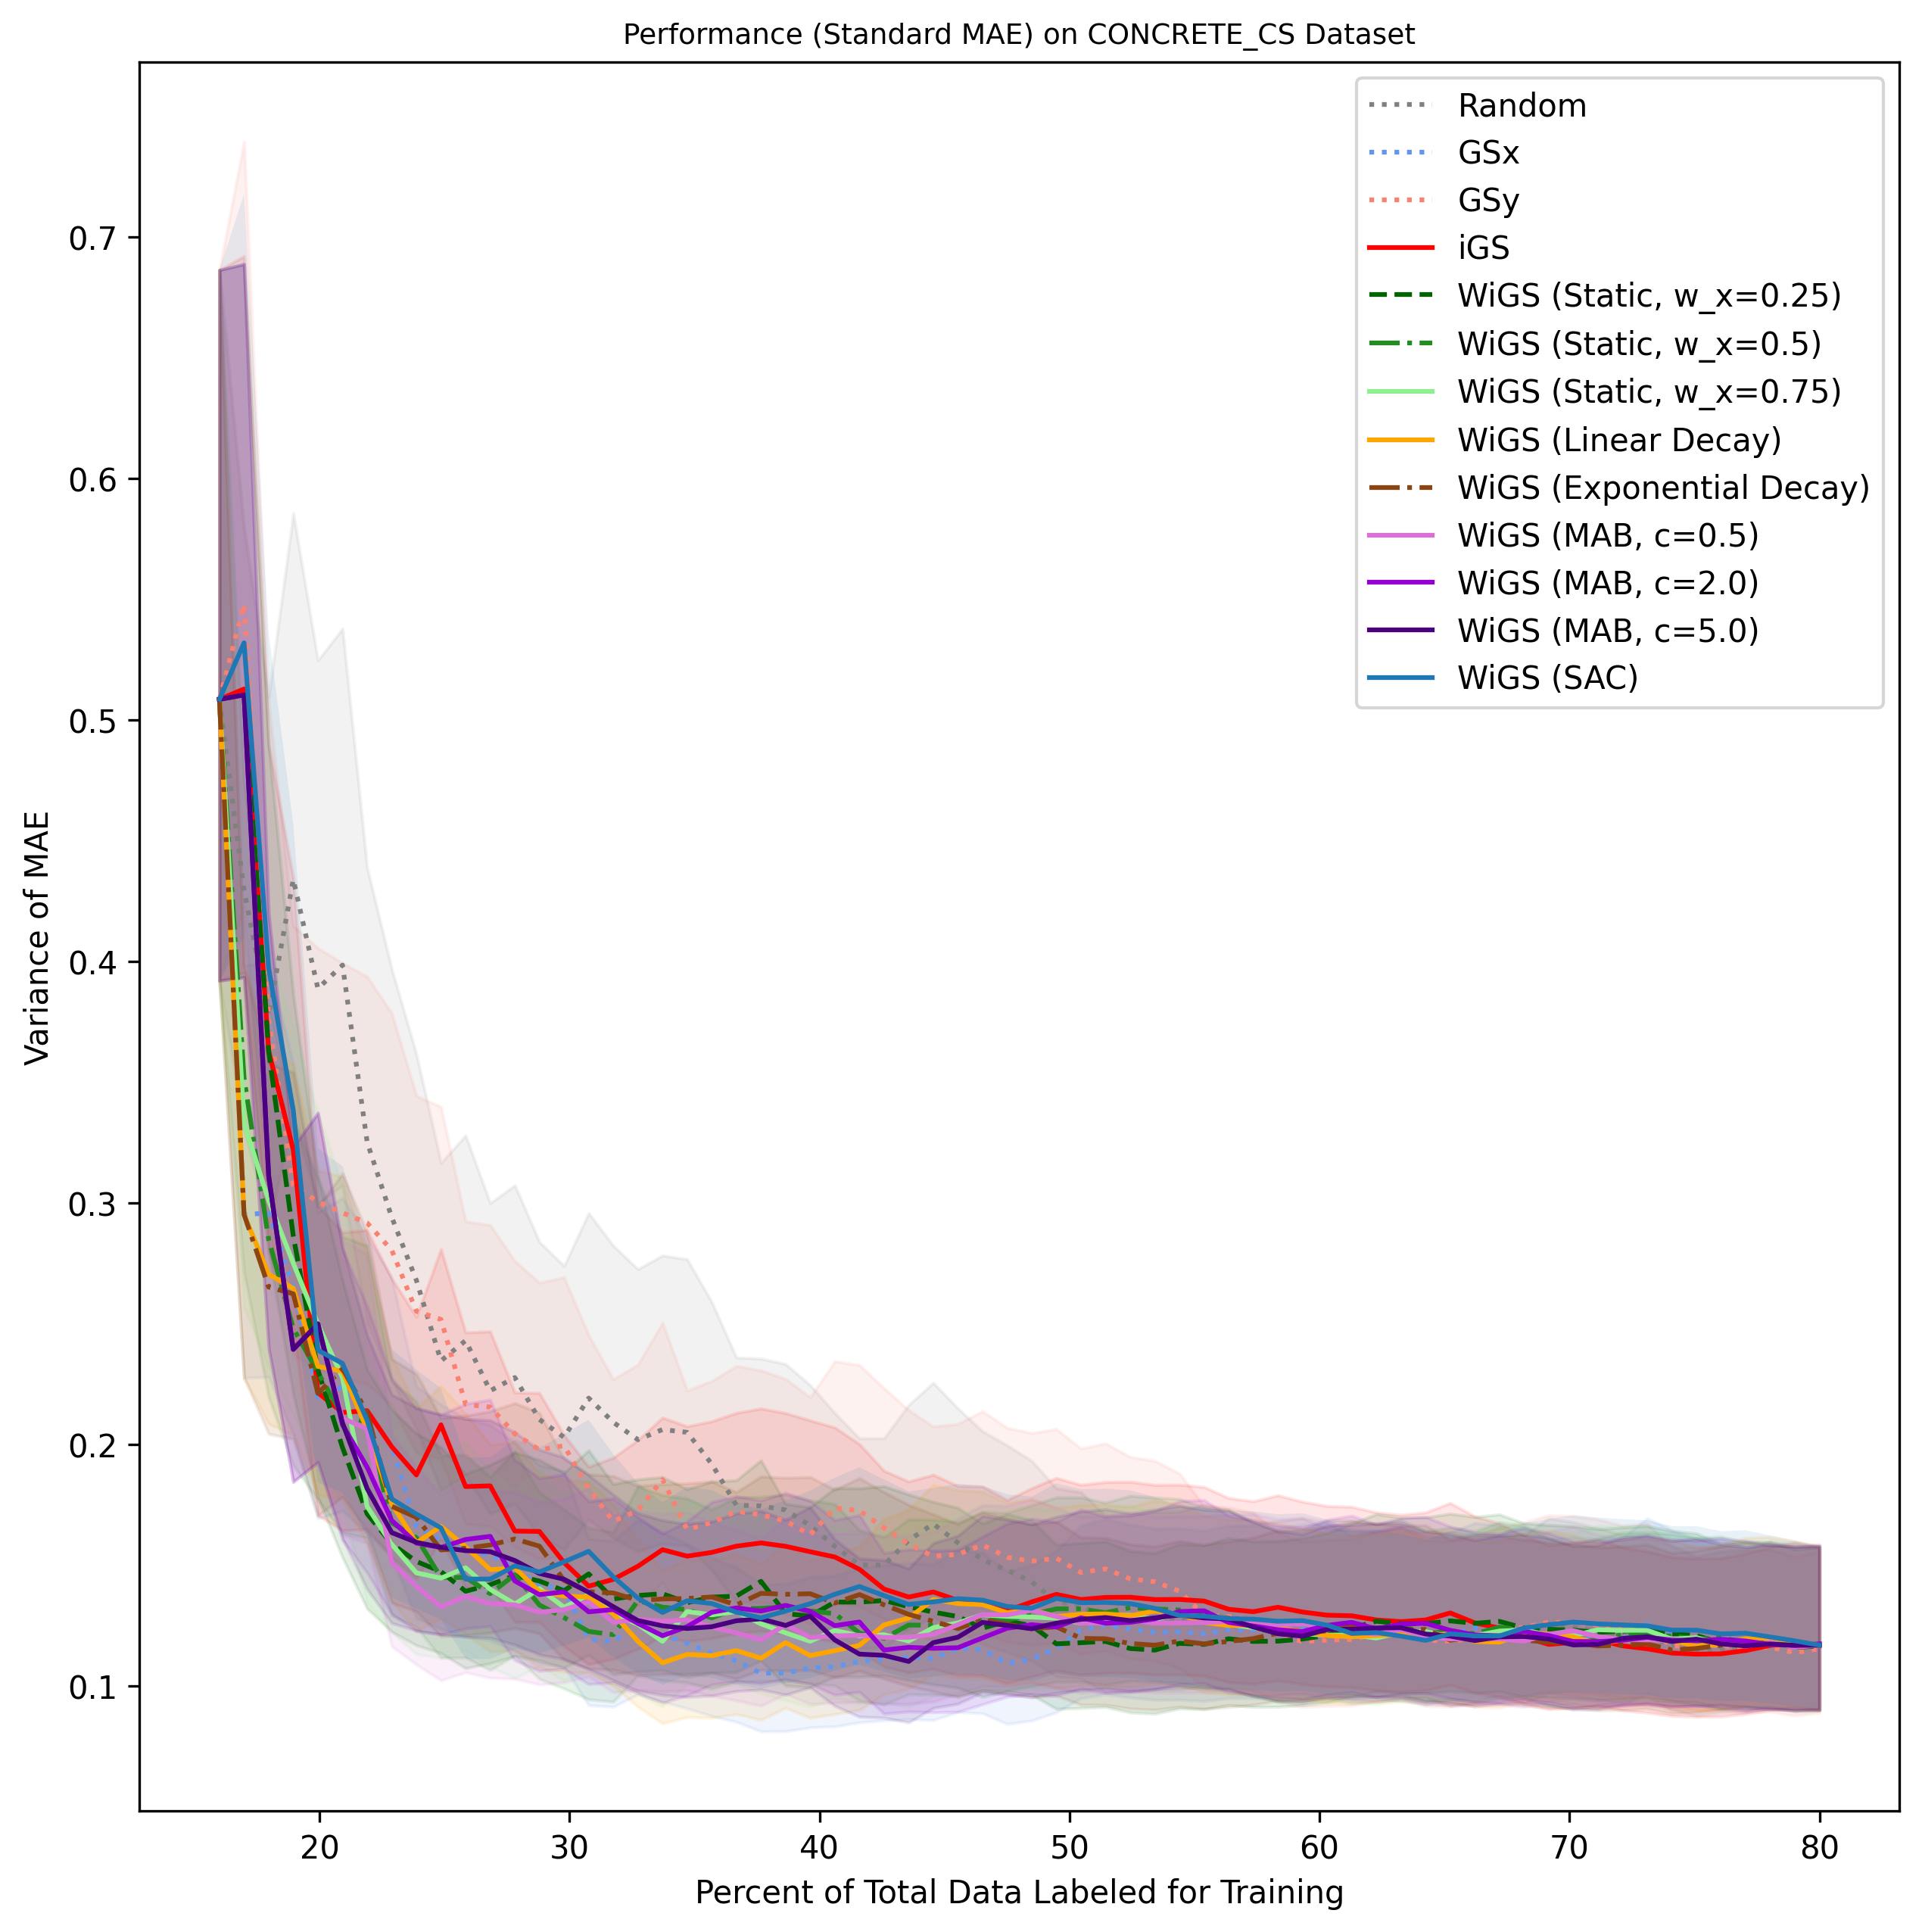 Performance (Standard MAE) on CONCRETE_CS Dataset
Random
GSx
GSy
iGS
WiGS (Static, w_x=0.25)
WiGS (Static, w_x=0.5)
WiGS (Static, w_x=0.75)
WiGS (Linear Decay)
WiGS (Exponential Decay)
WiGS (MAB, c=0.5)
WiGS (MAB, c=2.0)
WiGS (MAB, c=5.0)
WiGS (SAC)
Variance of MAE
0.7
0.6
0.5
0.4
0.3
0.2
0.1
20 30 40 50 60 70 80
Percent of Total Data Labeled for Training